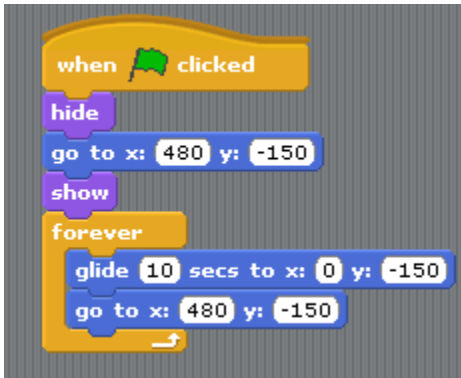 when clicked
hide
go to x: 480 y: -150
show
forever
glide 10 secs to x: 0 y: -150
go to x: 480 y: -150